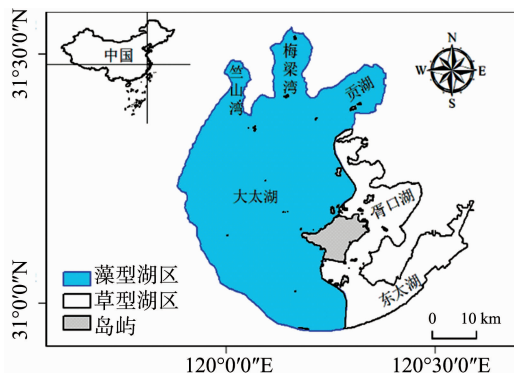 31°30′0″N
31°0′0″N
中国
竺山湾
梅梁湾
贡湖
N
W
E
S
大太湖
胥口湖
东太湖
藻型湖区
草型湖区
岛屿
0 10 km
120°0′0″E
120°30′0″E